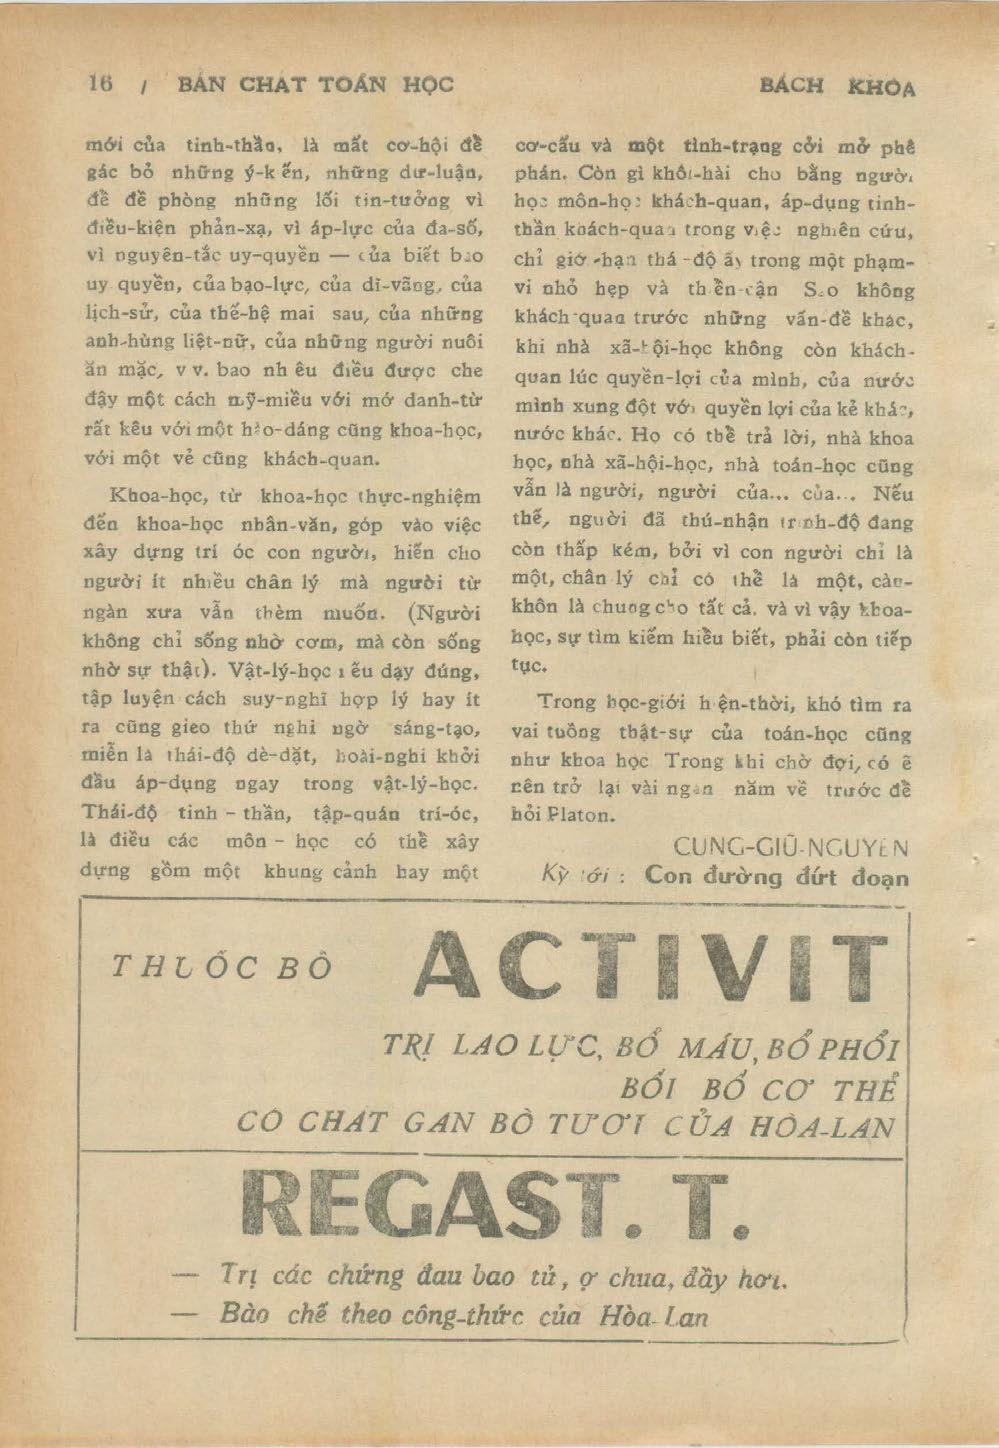 16 / BẢN CHẤT TOÁN HỌC
BÁCH KHOA
mới của tinh-thần, là mất cơ-hội để
gác bỏ những ý-kiến, những dư-luận,
để đề phòng những lối tin-tưởng vì
điều-kiện phản-xạ, vì áp-lực của đa-số,
vì nguyên-tắc uy-quyền — của biết bao
uy quyền, của bạo-lực, của dĩ-vãng, của
lịch-sử, của thế-hệ mai sau, của những
anh-hùng liệt-nữ, của những người nuôi
ăn mặc, v v. bao nhiêu điều được che
đậy một cách mỹ-miều với mớ danh-từ
rất kêu với một hào-dáng cũng khoa-học,
với một vẻ cũng khách-quan.
Khoa-học, từ khoa-học thực-nghiệm
đến khoa-học nhân-văn, góp vào việc
xây dựng trí óc con người, hiến cho
người ít nhiều chân lý mà người từ
ngàn xưa vẫn thèm muốn. (Người
không chỉ sống nhờ cơm, mà còn sống
nhờ sự thật). Vật-lý-học nếu dạy đúng,
tập luyện cách suy-nghĩ hợp lý hay ít
ra cũng gieo thứ nghi ngờ sáng-tạo,
miễn là thái-độ dè-dặt, hoài-nghi khởi
đầu áp-dụng ngay trong vật-lý-học.
Thái-độ tinh - thần, tập-quán trí-óc,
là điều các môn - học có thể xây
dựng gồm một khung cảnh hay một
cơ-cấu và một tình-trạng cởi mở phê
phán. Còn gì khôi-hài cho bằng người
học môn-học khách-quan, áp-dụng tinh-
thần khách-quan trong việc nghiên cứu,
chỉ giới-hạn thái-độ ấy trong một phạm-
vi nhỏ hẹp và thiển-cận Sao không
khách-quan trước những vấn-đề khác,
khi nhà xã-hội-học không còn khách-
quan lúc quyền-lợi của mình, của nước
mình xung đột với quyền lợi của kẻ khác,
nước khác. Họ có thể trả lời, nhà khoa
học, nhà xã-hội-học, nhà toán-học cũng
vẫn là người, người của... của... Nếu
thế, người đã thú-nhận trình-độ đang
còn thấp kém, bởi vì con người chỉ là
một, chân lý chỉ có thể là một, càn-
khôn là chung cho tất cả. và vì vậy khoa-
học, sự tìm kiếm hiểu biết, phải còn tiếp
tục.
Trong học-giới hiện-thời, khó tìm ra
vai tuồng thật-sự của toán-học cũng
như khoa học Trong khi chờ đợi, có lẽ
nên trở lại vài ngàn năm về trước để
hỏi Platon.
CUNG-GIŨ-NGUYÊN
Kỳ tới : Con đường đứt đoạn
THUỐC BỔ ACTIVIT
TRỊ LAO LỰC, BỔ MÁU, BỔ PHỔI
BỒI BỔ CƠ THỂ
CÓ CHẤT GAN BÒ TƯƠI CỦA HÒA-LAN
REGAST. T.
— Trị các chứng đau bao tử, ợ chua, đầy hơi.
— Bào chế theo công-thức của Hòa-Lan